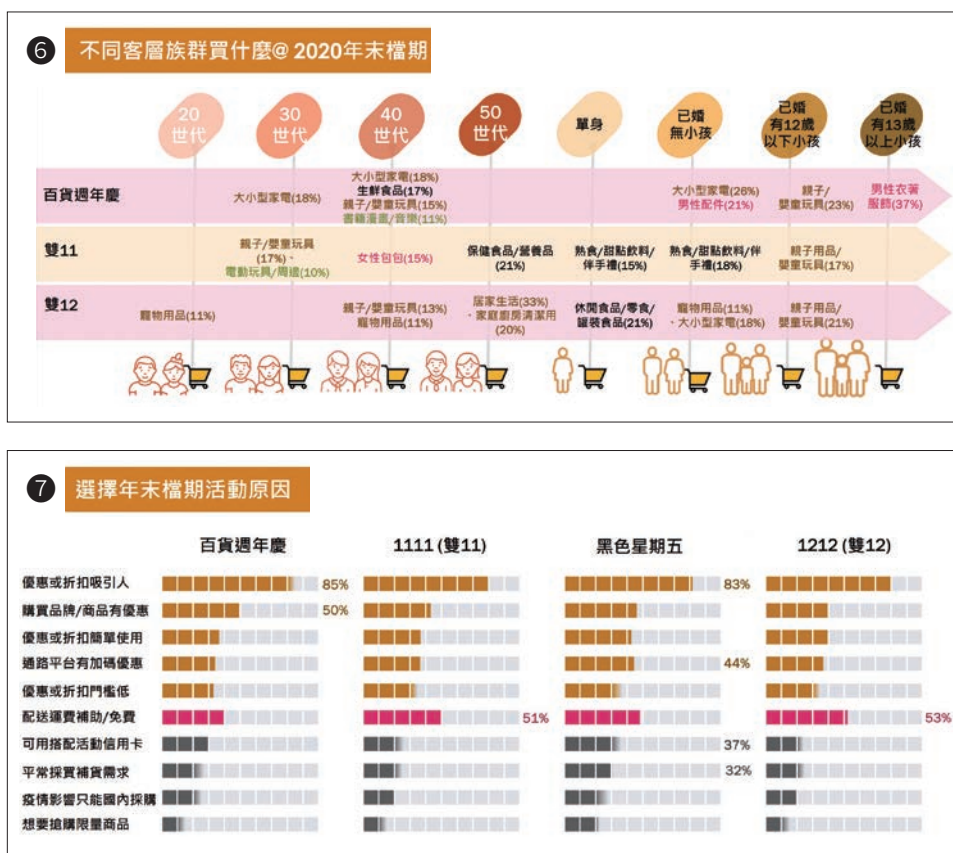 6
不同客層族群買什麼@ 2020年末檔期
20
世代
30
世代
40
世代
50
世代
單身
已婚
無小孩
已婚
有12歲
以下小孩
已婚
有13歲
以上小孩
百貨週年慶
大小型家電(18%)
大小型家電(18%)
生鮮食品(17%)
親子/嬰童玩具(15%)
書籍漫畫/音樂(11%)
大小型家電(26%)
男性配件(21%)
親子/
嬰童玩具(23%)
男性衣著
服飾(37%)
雙11
親子/嬰童玩具
(17%)、
電動玩具/周邊(10%)
女性包包(15%)
保健食品/營養品
(21%)
熟食/甜點飲料/
伴手禮(15%)
熟食/甜點飲料/伴
手禮(18%)
親子用品/
嬰童玩具(17%)
雙12
寵物用品(11%)
親子/嬰童玩具(13%)
寵物用品(11%)
居家生活(33%)
、家庭廚房清潔用
(20%)
休閒食品/零食/
罐裝食品(21%)
寵物用品(11%)
、大小型家電(18%)
親子用品/
嬰童玩具(21%)
7
選擇年末檔期活動原因
百貨週年慶
1111 (雙11)
黑色星期五
1212 (雙12)
優惠或折扣吸引人
85%
83%
購買品牌/商品有優惠
50%
優惠或折扣簡單使用
通路平台有加碼優惠
44%
優惠或折扣門檻低
配送運費補助/免費
51%
53%
可用搭配活動信用卡
37%
平常採買補貨需求
32%
疫情影響只能國內採購
想要搶購限量商品